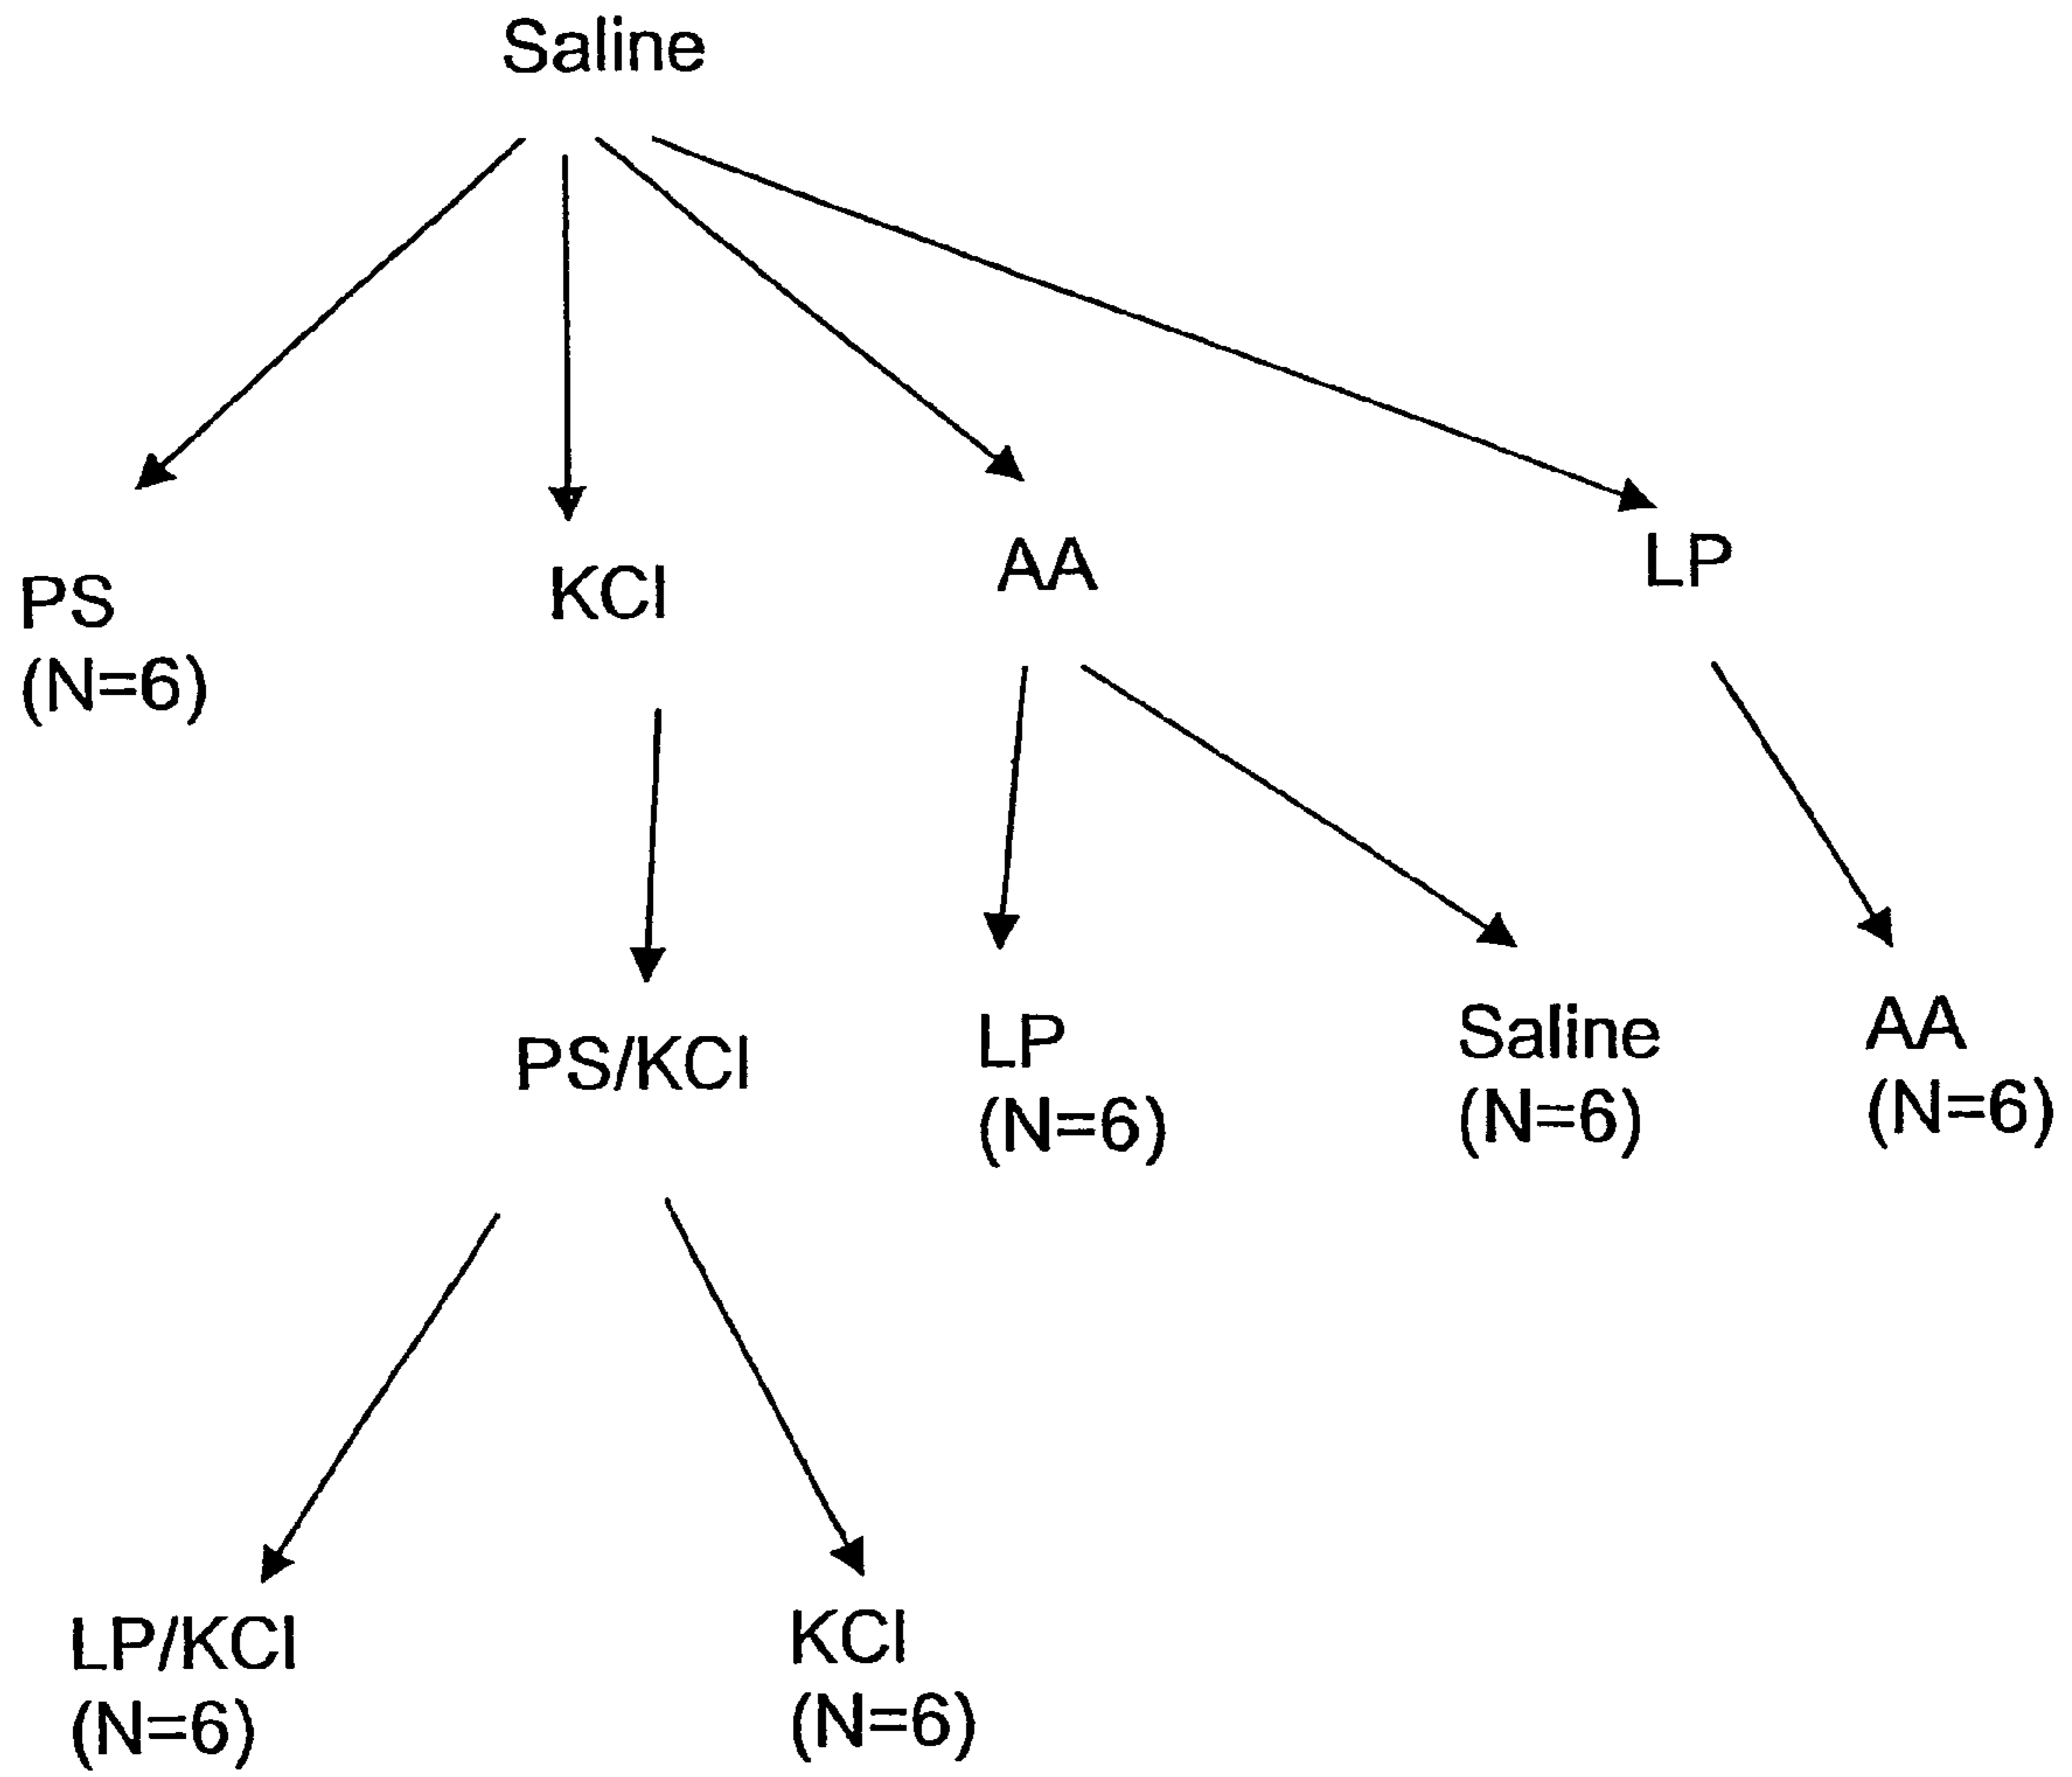 Saline
PS
(N=6)
KCl
AA
LP
PS/KCl
LP
(N=6)
Saline
(N=6)
AA
(N=6)
LP/KCl
(N=6)
KCl
(N=6)